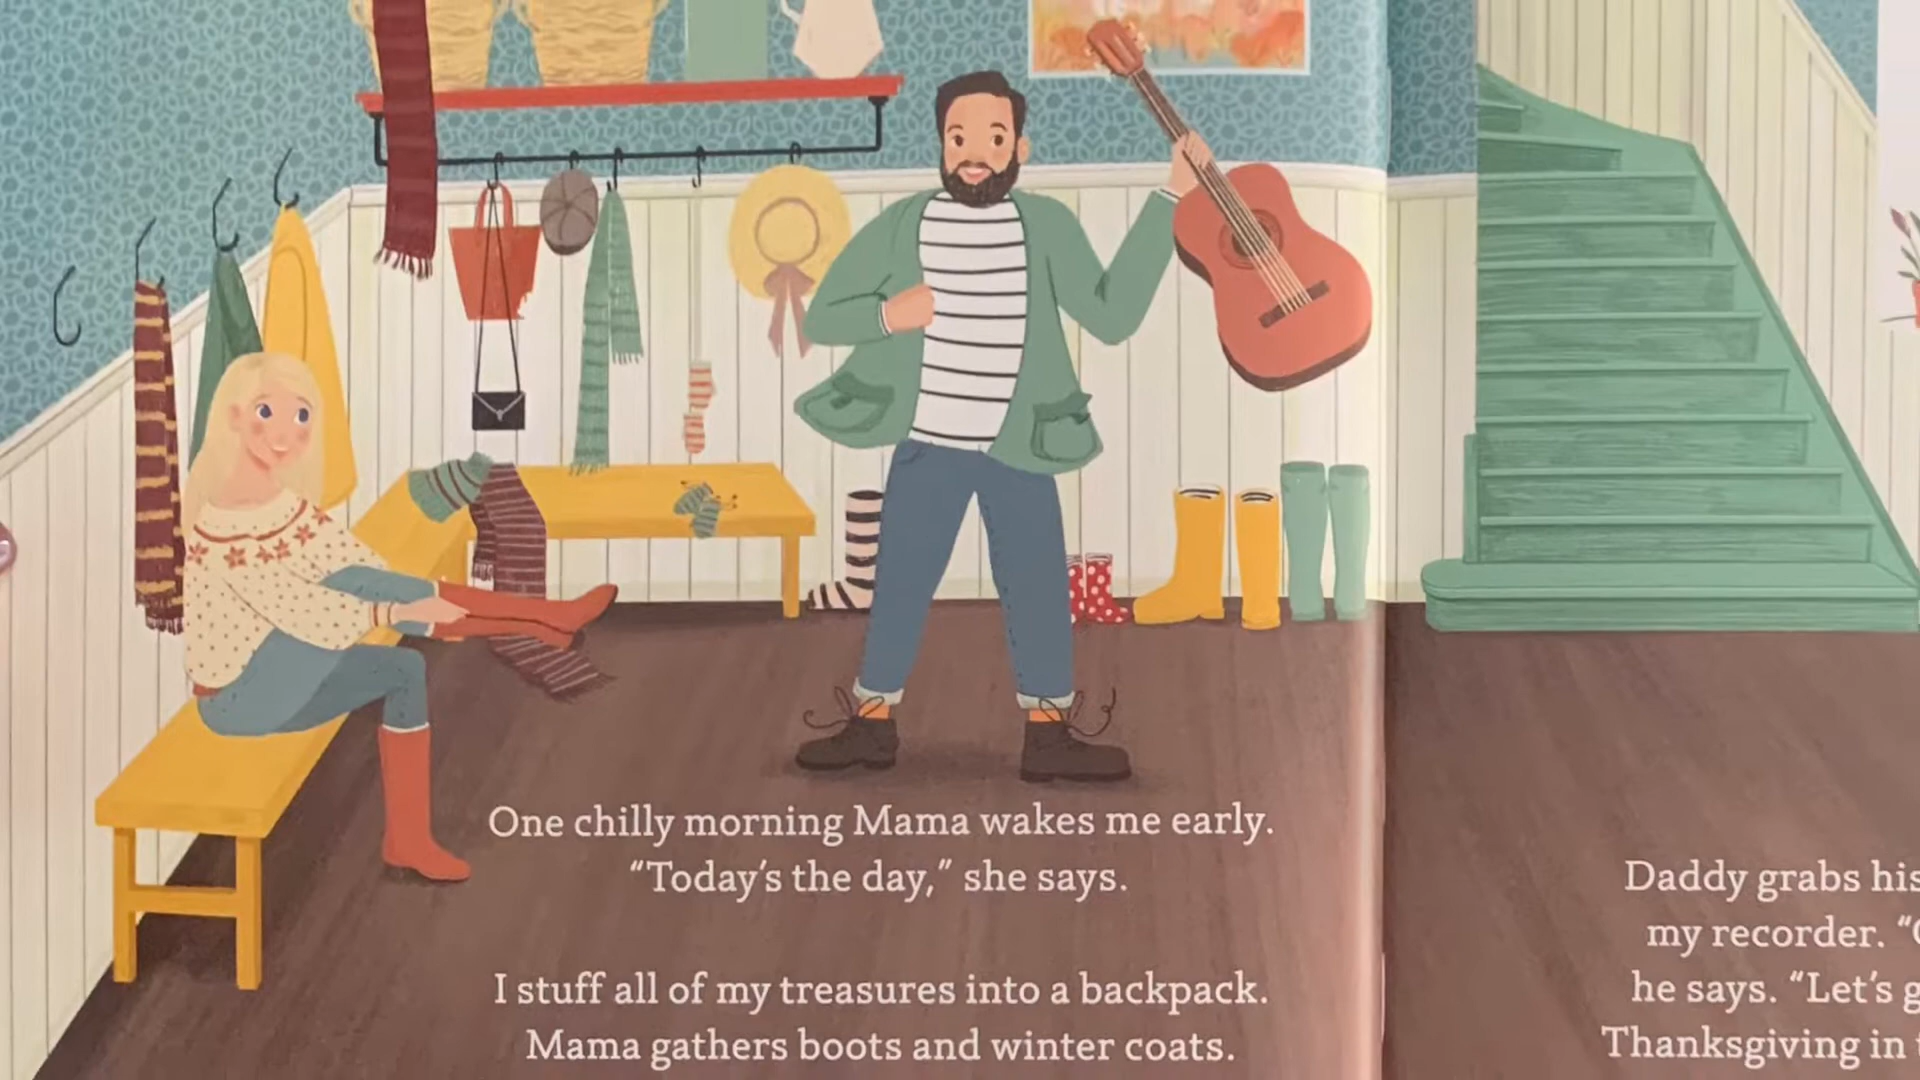 One chilly morning Mama wakes me early.
“Today’s the day,” she says.
I stuff all of my treasures into a backpack.
Mama gathers boots and winter coats.
Daddy grabs his
my recorder. “
he says. “Let’s
Thanksgiving in